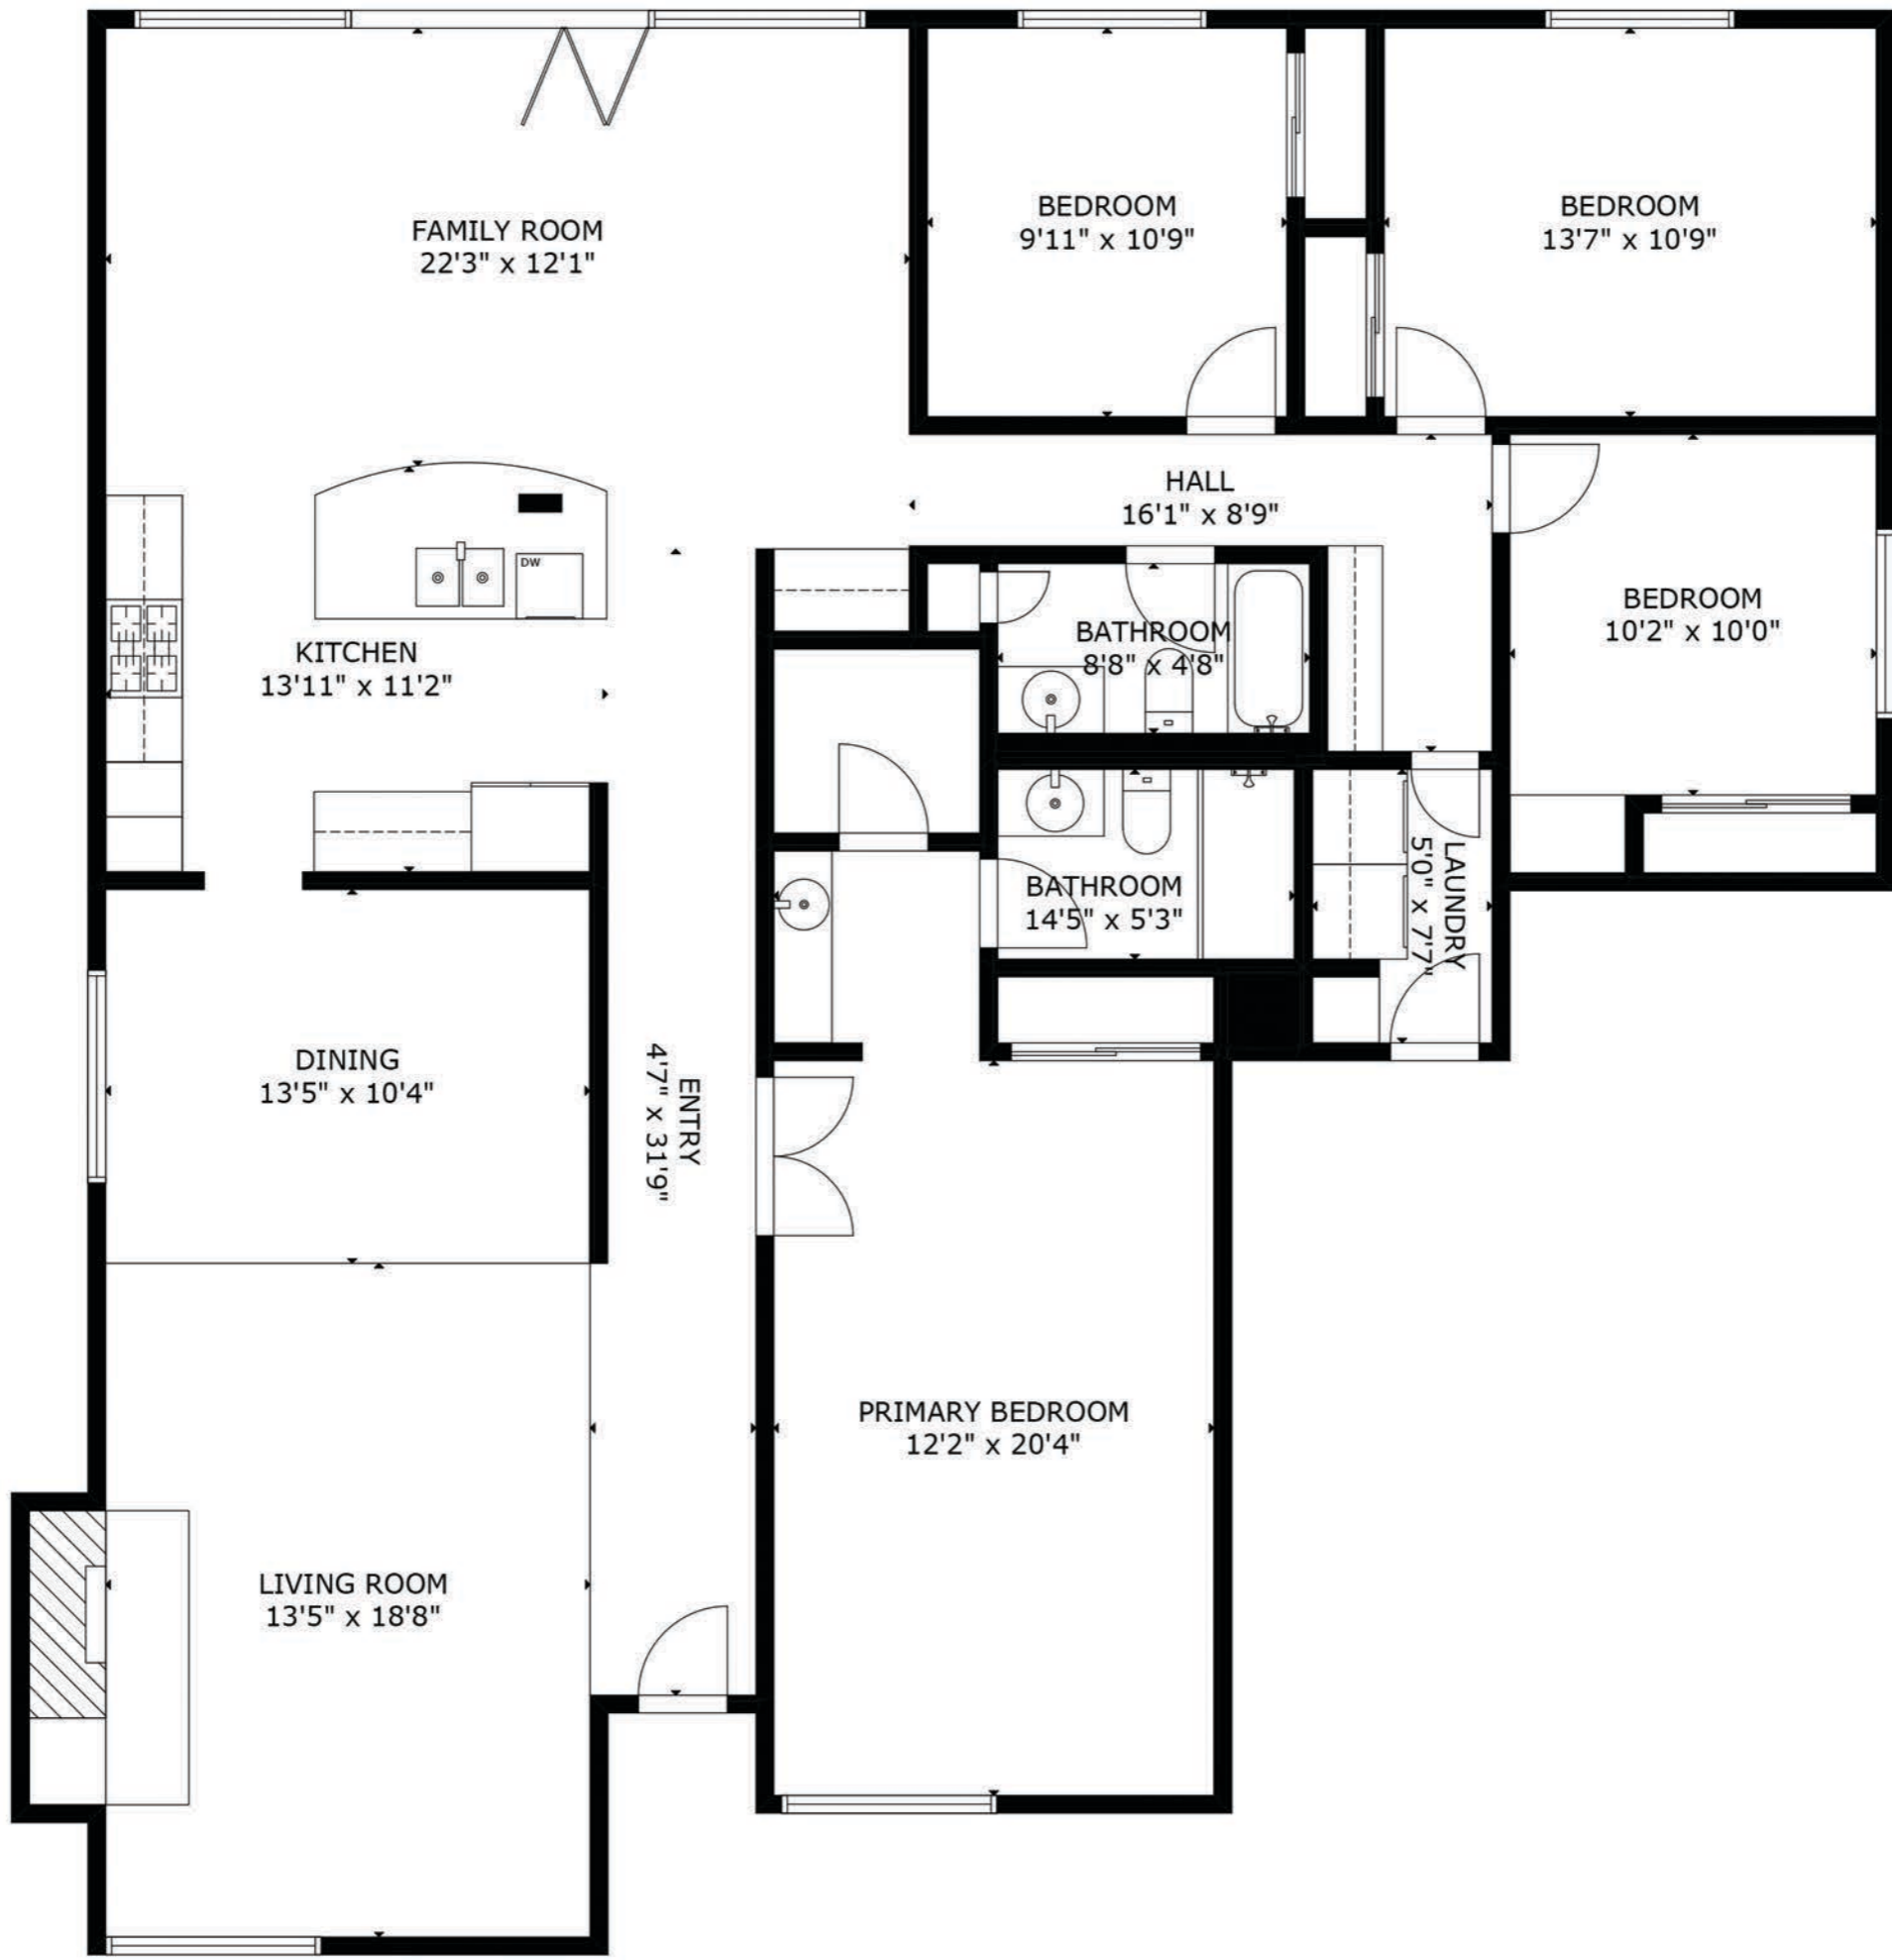 FAMILY ROOM
22'3" x 12'1"
BEDROOM
9'11" x 10'9"
BEDROOM
13'7" x 10'9"
HALL
16'1" x 8'9"
DW
BEDROOM
10'2" x 10'0"
BATHROOM
8'8" x 4'8"
KITCHEN
13'11" x 11'2"
BATHROOM
14'5" x 5'3"
LAUNDRY
5'0" x 7'7"
DINING
13'5" x 10'4"
ENTRY
4'7" x 31'9"
PRIMARY BEDROOM
12'2" x 20'4"
LIVING ROOM
13'5" x 18'8"